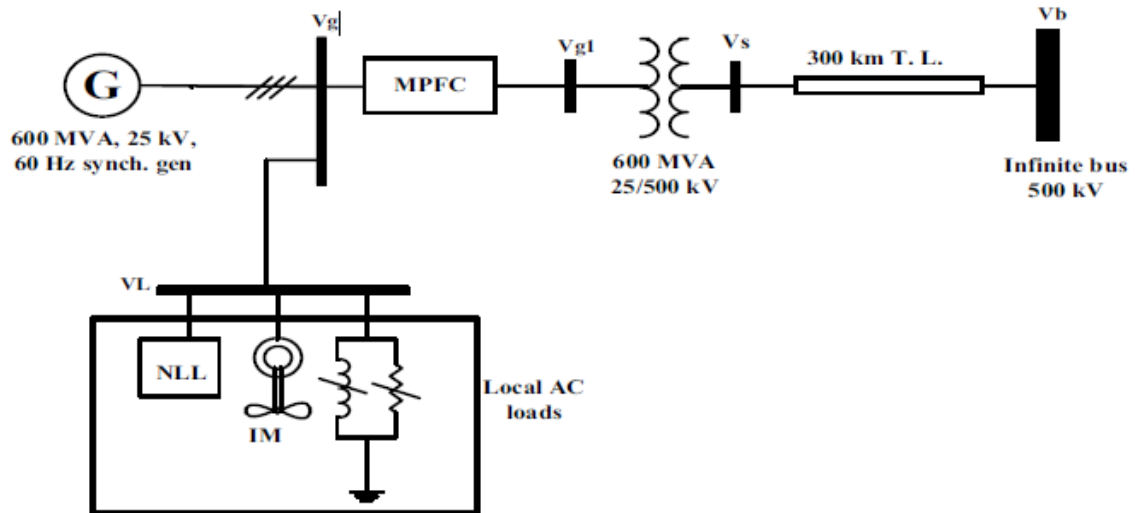 Vg
G
MPFC
Vg1
Vs
300 km T. L.
Vb
600 MVA, 25 kV,
60 Hz synch. gen
600 MVA
25/500 kV
Infinite bus
500 kV
VL
NLL
IM
Local AC
loads